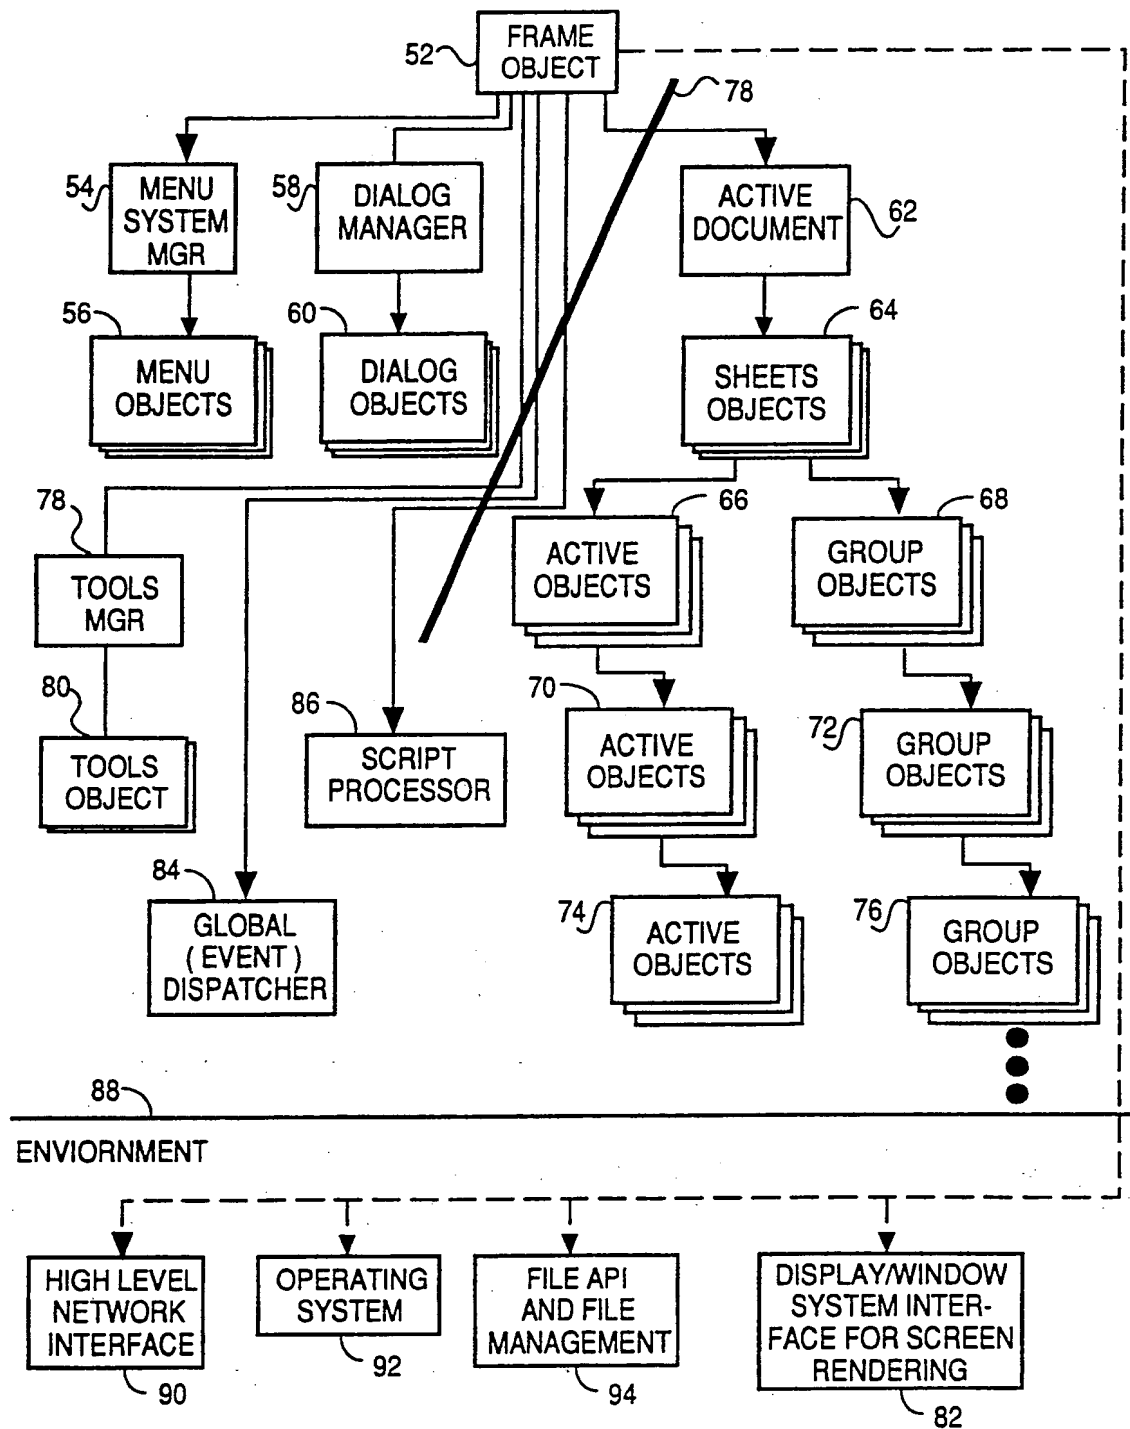 FRAME
OBJECT
52
78
54
MENU
SYSTEM
MGR
58
DIALOG
MANAGER
ACTIVE
DOCUMENT
62
56
MENU
OBJECTS
60
DIALOG
OBJECTS
64
SHEETS
OBJECTS
78
TOOLS
MGR
66
ACTIVE
OBJECTS
68
GROUP
OBJECTS
80
TOOLS
OBJECT
86
SCRIPT
PROCESSOR
70
ACTIVE
OBJECTS
72
GROUP
OBJECTS
84
GLOBAL
( EVENT )
DISPATCHER
74
ACTIVE
OBJECTS
76
GROUP
OBJECTS
88
ENVIORNMENT
HIGH LEVEL
NETWORK
INTERFACE
90
OPERATING
SYSTEM
92
FILE API
AND FILE
MANAGEMENT
94
DISPLAY/WINDOW
SYSTEM INTER-
FACE FOR SCREEN
RENDERING
82